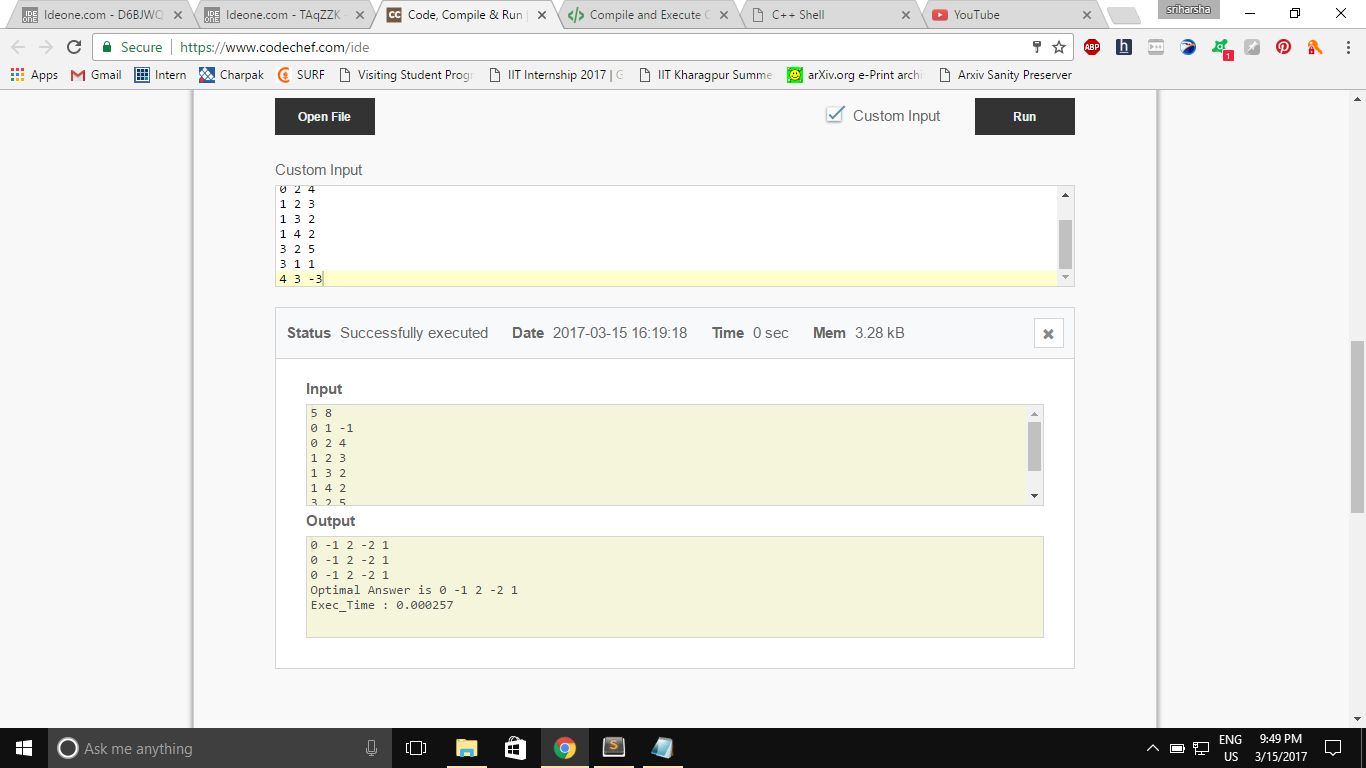 Ideone.com - D6BJWQ
Ideone.com - TAqZZK
Code, Compile & Run
Compile and Execute C
C++ Shell
YouTube
sriharsha
Secure https://www.codechef.com/ide
ABP
h
1
Apps Gmail Intern Charpak SURF Visiting Student Prog IIT Internship 2017 | G IIT Kharagpur Summe arXiv.org e-Print archi Arxiv Sanity Preserver
Open File
Custom Input
Run
Custom Input
0 2 4
1 2 3
1 3 2
1 4 2
3 2 5
3 1 1
4 3 -3
Status Successfully executed Date 2017-03-15 16:19:18 Time 0 sec Mem 3.28 kB
Input
5 8
0 1 -1
0 2 4
1 2 3
1 3 2
1 4 2
3 2 5
Output
0 -1 2 -2 1
0 -1 2 -2 1
0 -1 2 -2 1
Optimal Answer is 0 -1 2 -2 1
Exec_Time : 0.000257
Ask me anything
ENG
US
9:49 PM
3/15/2017